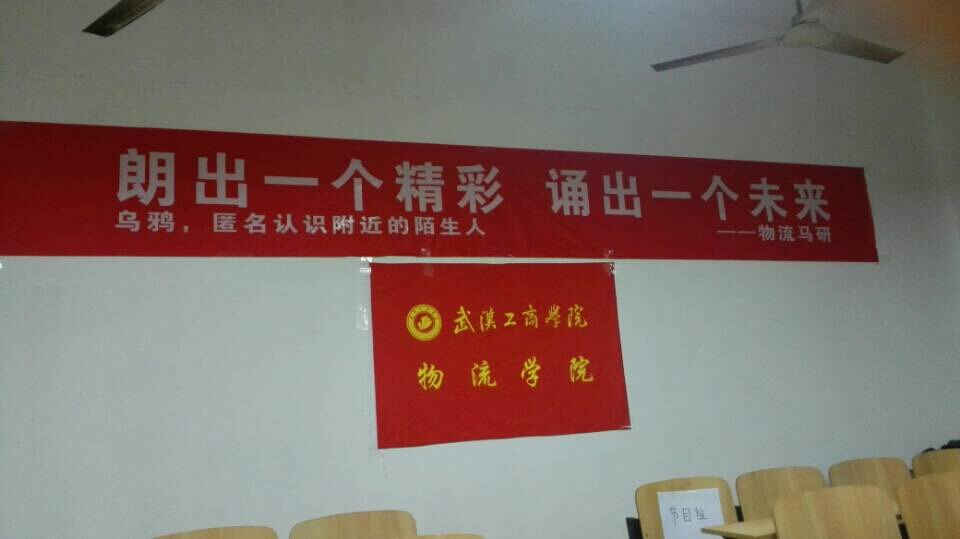 朗出一个精彩 诵出一个未来
乌鸦，匿名认识附近的陌生人
——物流马研
武汉工商学院
物流学院
节目组